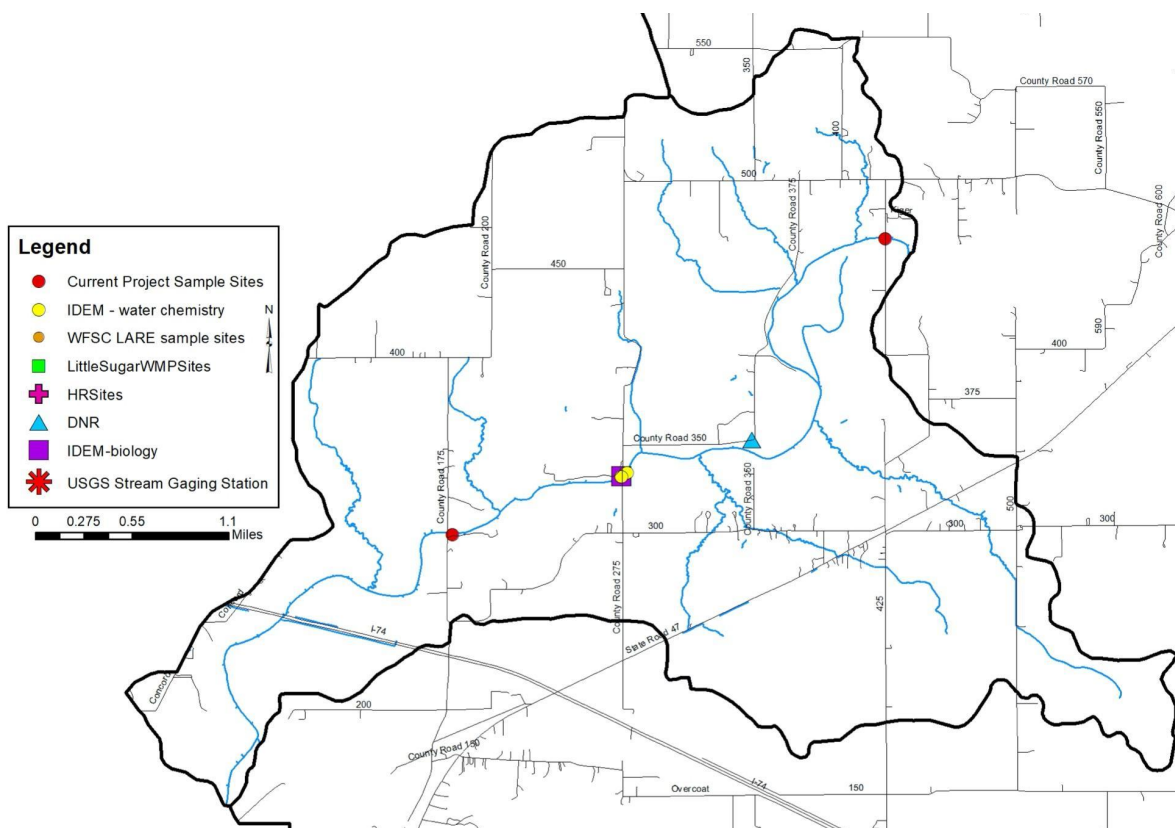 550
350
County Road 570
400
County Road 550
500
County Road 375
County Road 600
County Road 200
450
590
400
400
375
Legend
Current Project Sample Sites
IDEM - water chemistry
N
WFSC LARE sample sites
LittleSugarWMPSites
HRSites
DNR
IDEM-biology
USGS Stream Gaging Station
0 0.275 0.55 1.1
Miles
County Road 350
County Road 175
County Road 350
500
300
300
300
County Road 275
425
I-74
State Road 47
Concord
200
County Road 150
I-74
Overcoat
150